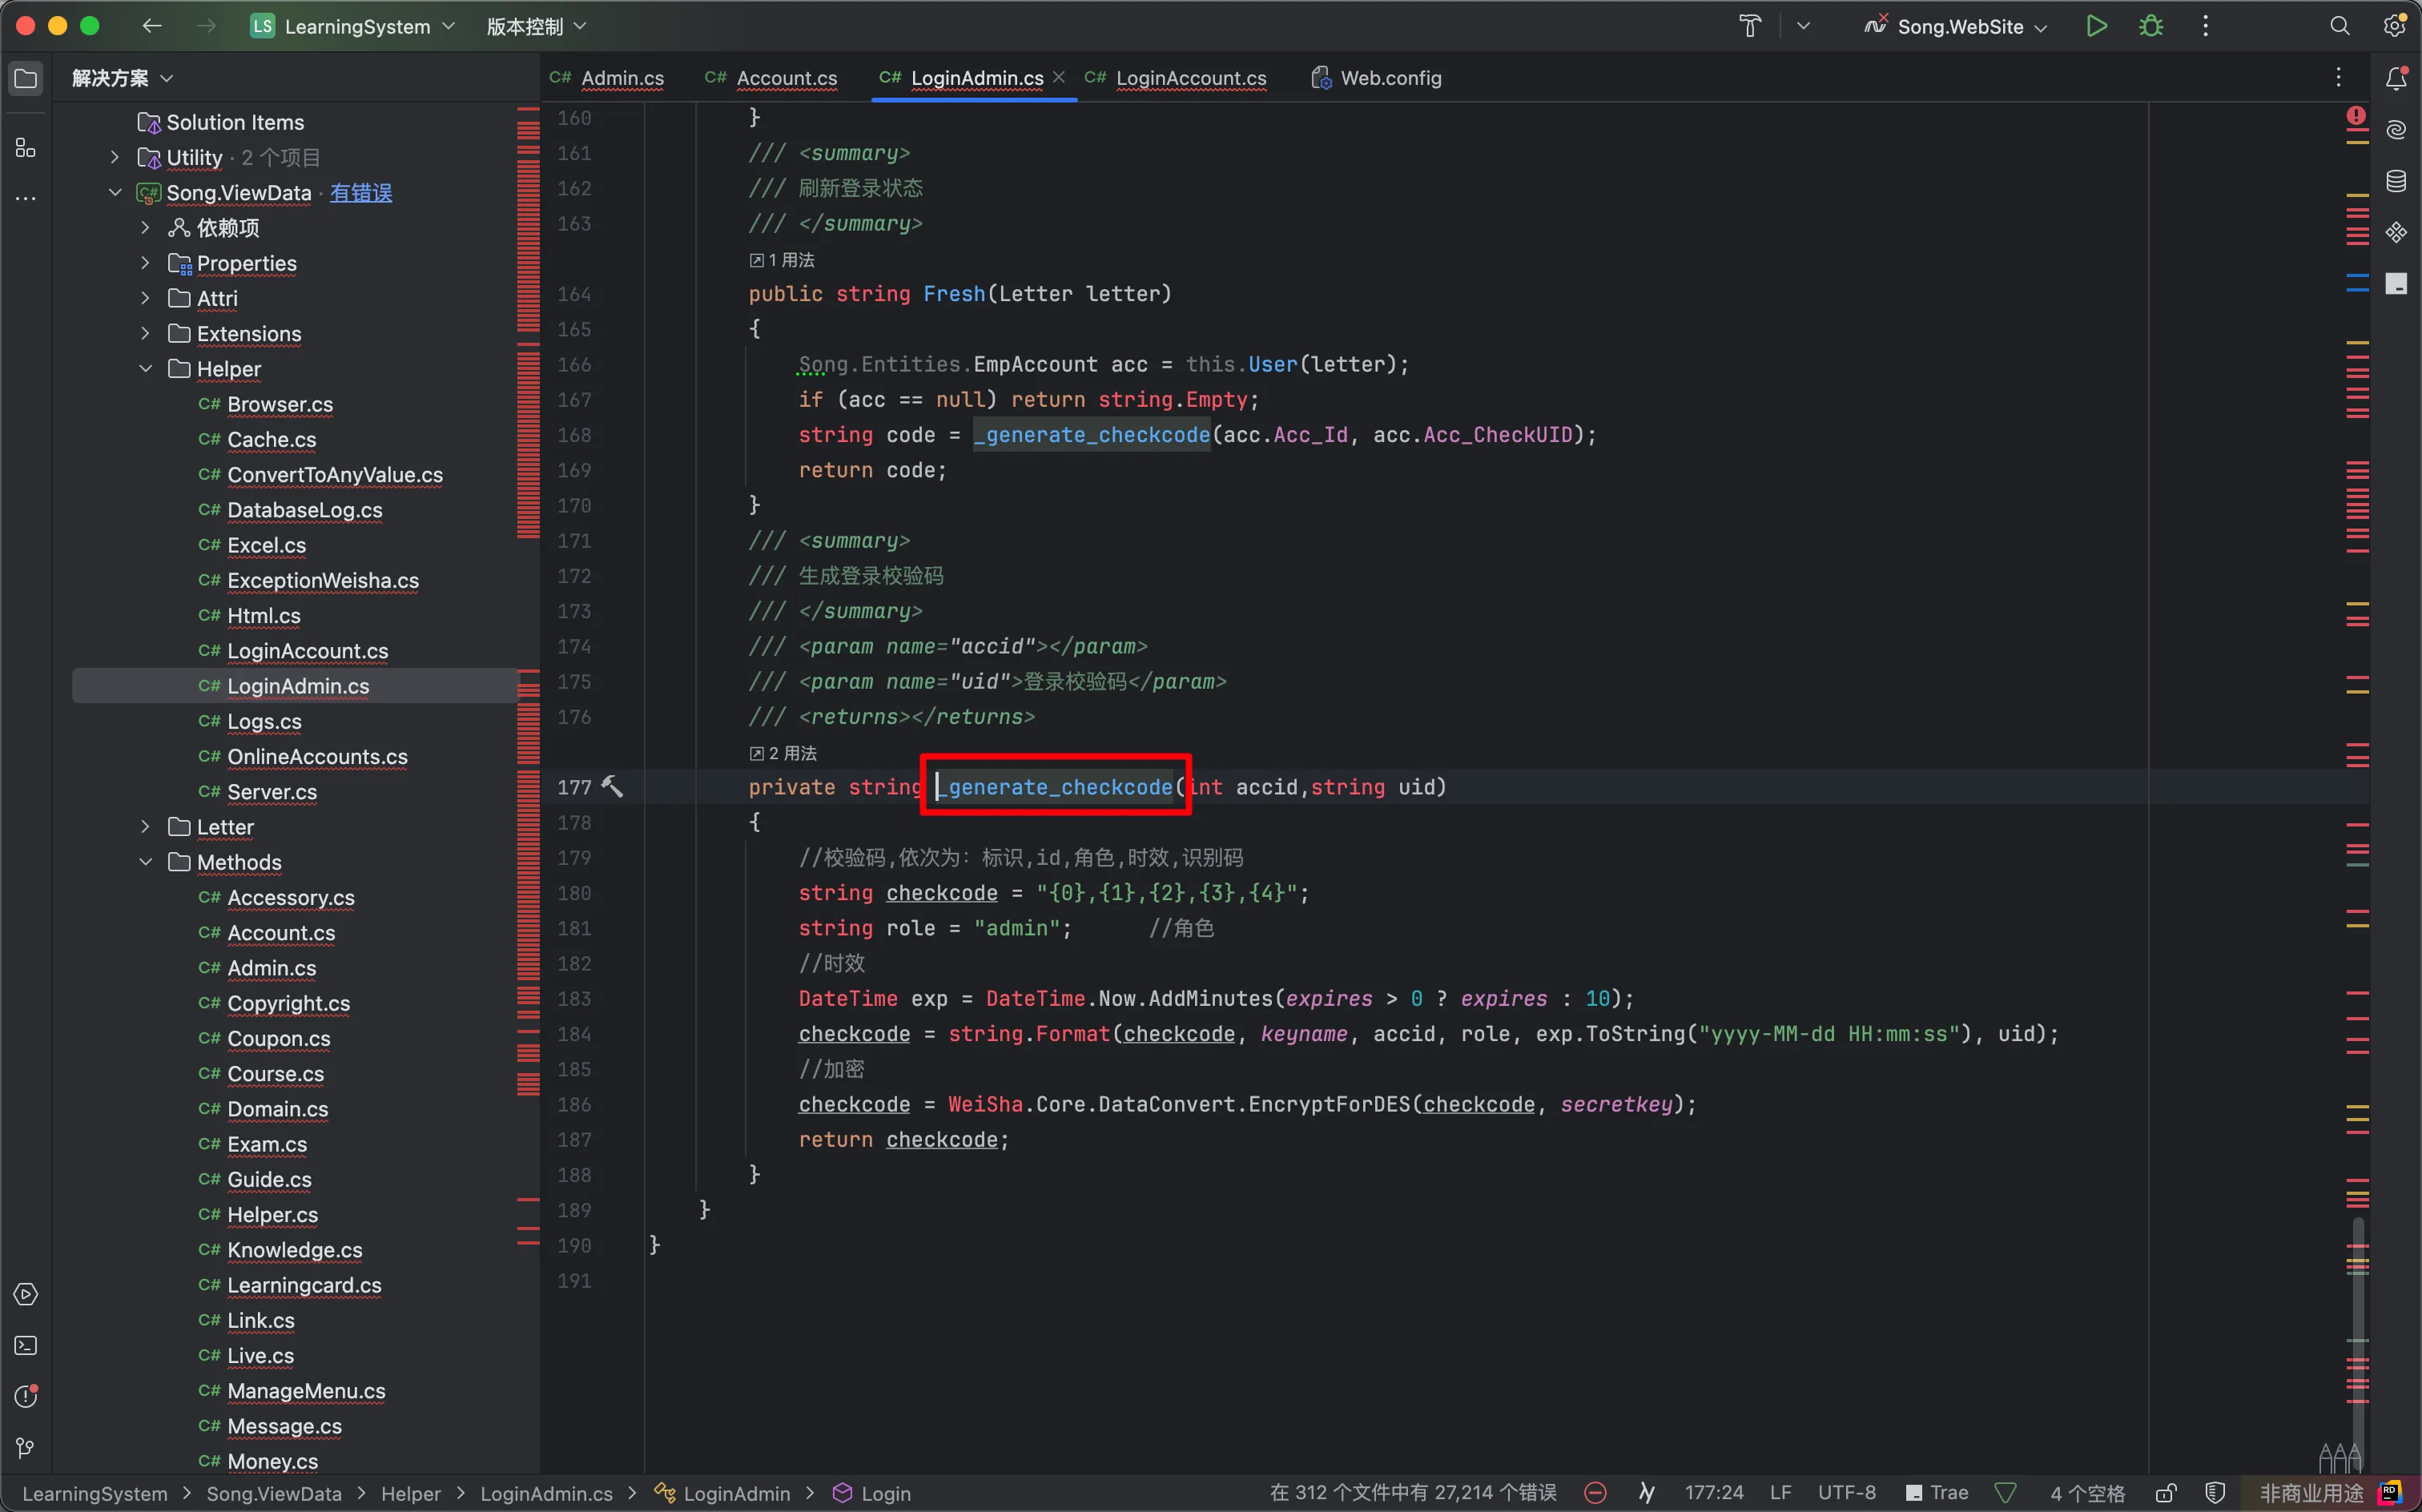 LS LearningSystem 版本控制 Song.WebSite
解决方案
C# Admin.cs C# Account.cs C# LoginAdmin.cs C# LoginAccount.cs Web.config
Solution Items
Utility · 2 个项目
C# Song.ViewData · 有错误
依赖项
Properties
Attri
Extensions
Helper
C# Browser.cs
C# Cache.cs
C# ConvertToAnyValue.cs
C# DatabaseLog.cs
C# Excel.cs
C# ExceptionWeisha.cs
C# Html.cs
C# LoginAccount.cs
C# LoginAdmin.cs
C# Logs.cs
C# OnlineAccounts.cs
C# Server.cs
Letter
Methods
C# Accessory.cs
C# Account.cs
C# Admin.cs
C# Copyright.cs
C# Coupon.cs
C# Course.cs
C# Domain.cs
C# Exam.cs
C# Guide.cs
C# Helper.cs
C# Knowledge.cs
C# Learningcard.cs
C# Link.cs
C# Live.cs
C# ManageMenu.cs
C# Message.cs
C# Money.cs
160 }
161 /// <summary>
162 /// 刷新登录状态
163 /// </summary>
1 用法
164 public string Fresh(Letter letter)
165 {
166 Song.Entities.EmpAccount acc = this.User(letter);
167 if (acc == null) return string.Empty;
168 string code = _generate_checkcode(acc.Acc_Id, acc.Acc_CheckUID);
169 return code;
170 }
171 /// <summary>
172 /// 生成登录校验码
173 /// </summary>
174 /// <param name="accid"></param>
175 /// <param name="uid">登录校验码</param>
176 /// <returns></returns>
2 用法
177 private string _generate_checkcode(int accid,string uid)
178 {
179 //校验码,依次为: 标识,id,角色,时效,识别码
180 string checkcode = "{0},{1},{2},{3},{4}";
181 string role = "admin"; //角色
182 //时效
183 DateTime exp = DateTime.Now.AddMinutes(expires > 0 ? expires : 10);
184 checkcode = string.Format(checkcode, keyname, accid, role, exp.ToString("yyyy-MM-dd HH:mm:ss"), uid);
185 //加密
186 checkcode = WeiSha.Core.DataConvert.EncryptForDES(checkcode, secretkey);
187 return checkcode;
188 }
189 }
190 }
191
LearningSystem > Song.ViewData > Helper > LoginAdmin.cs > LoginAdmin > Login 在 312 个文件中有 27,214 个错误 177:24 LF UTF-8 Trae 4 个空格 非商业用途 RD